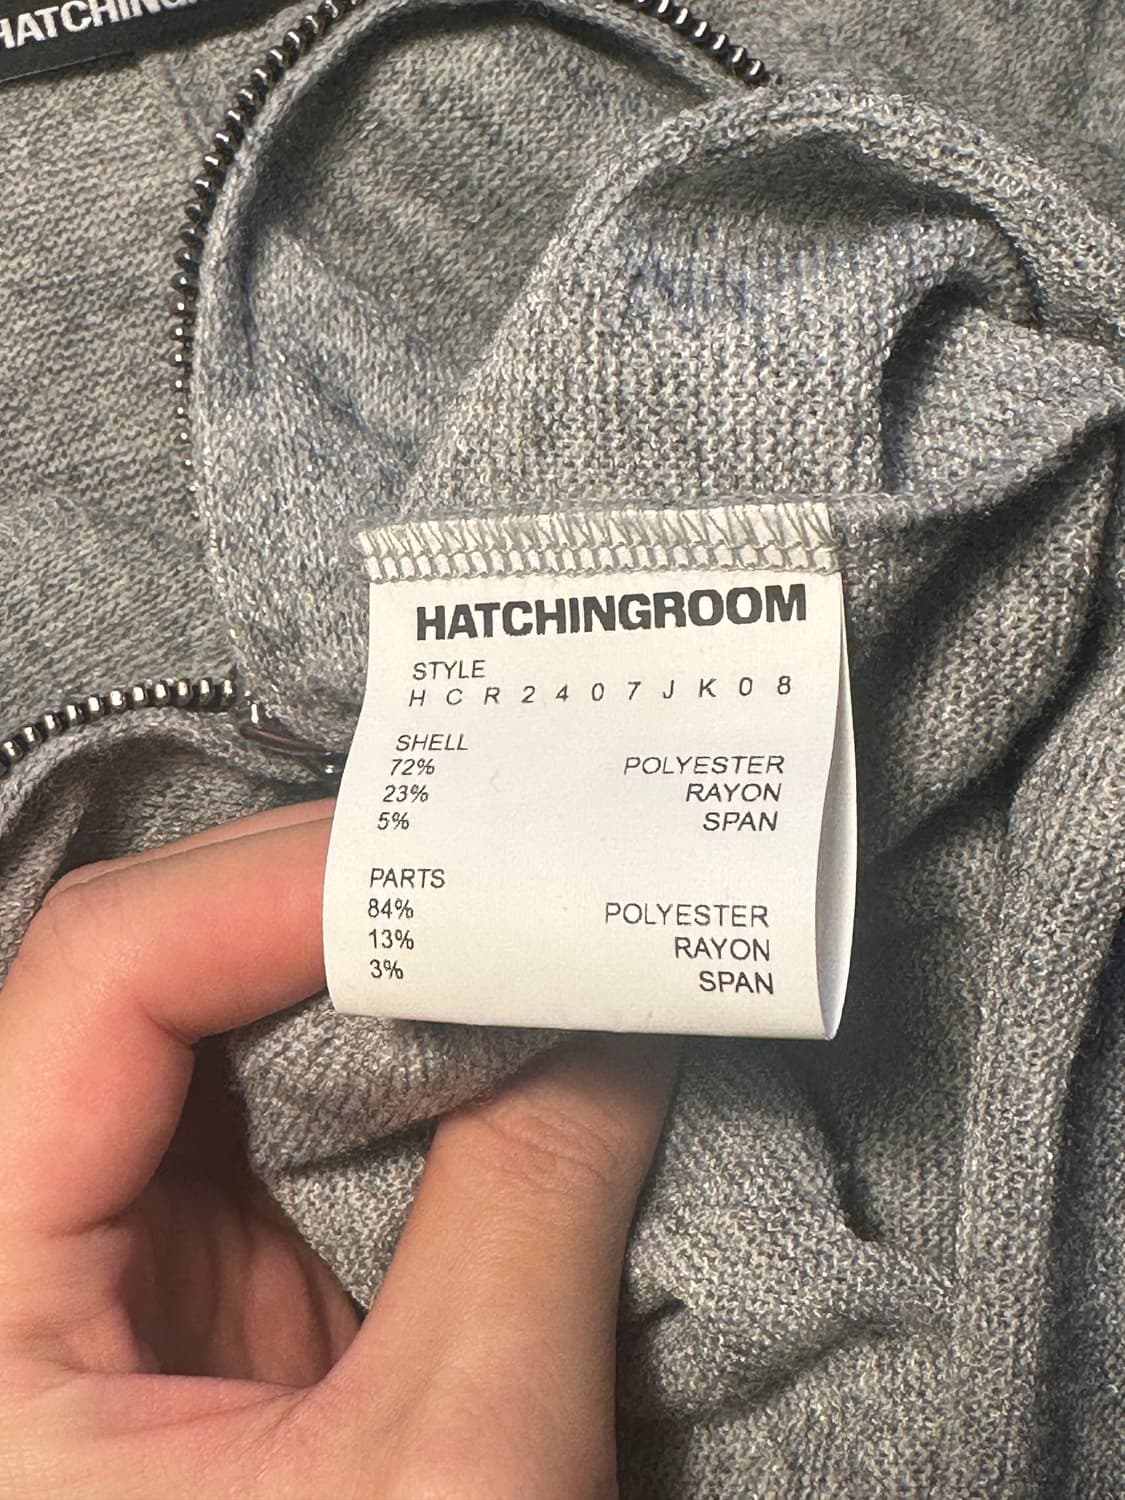 HATCHING
HATCHINGROOM
STYLE
H C R 2 4 0 7 J K 0 8
SHELL
72% POLYESTER
23% RAYON
5% SPAN
PARTS
84% POLYESTER
13% RAYON
3% SPAN